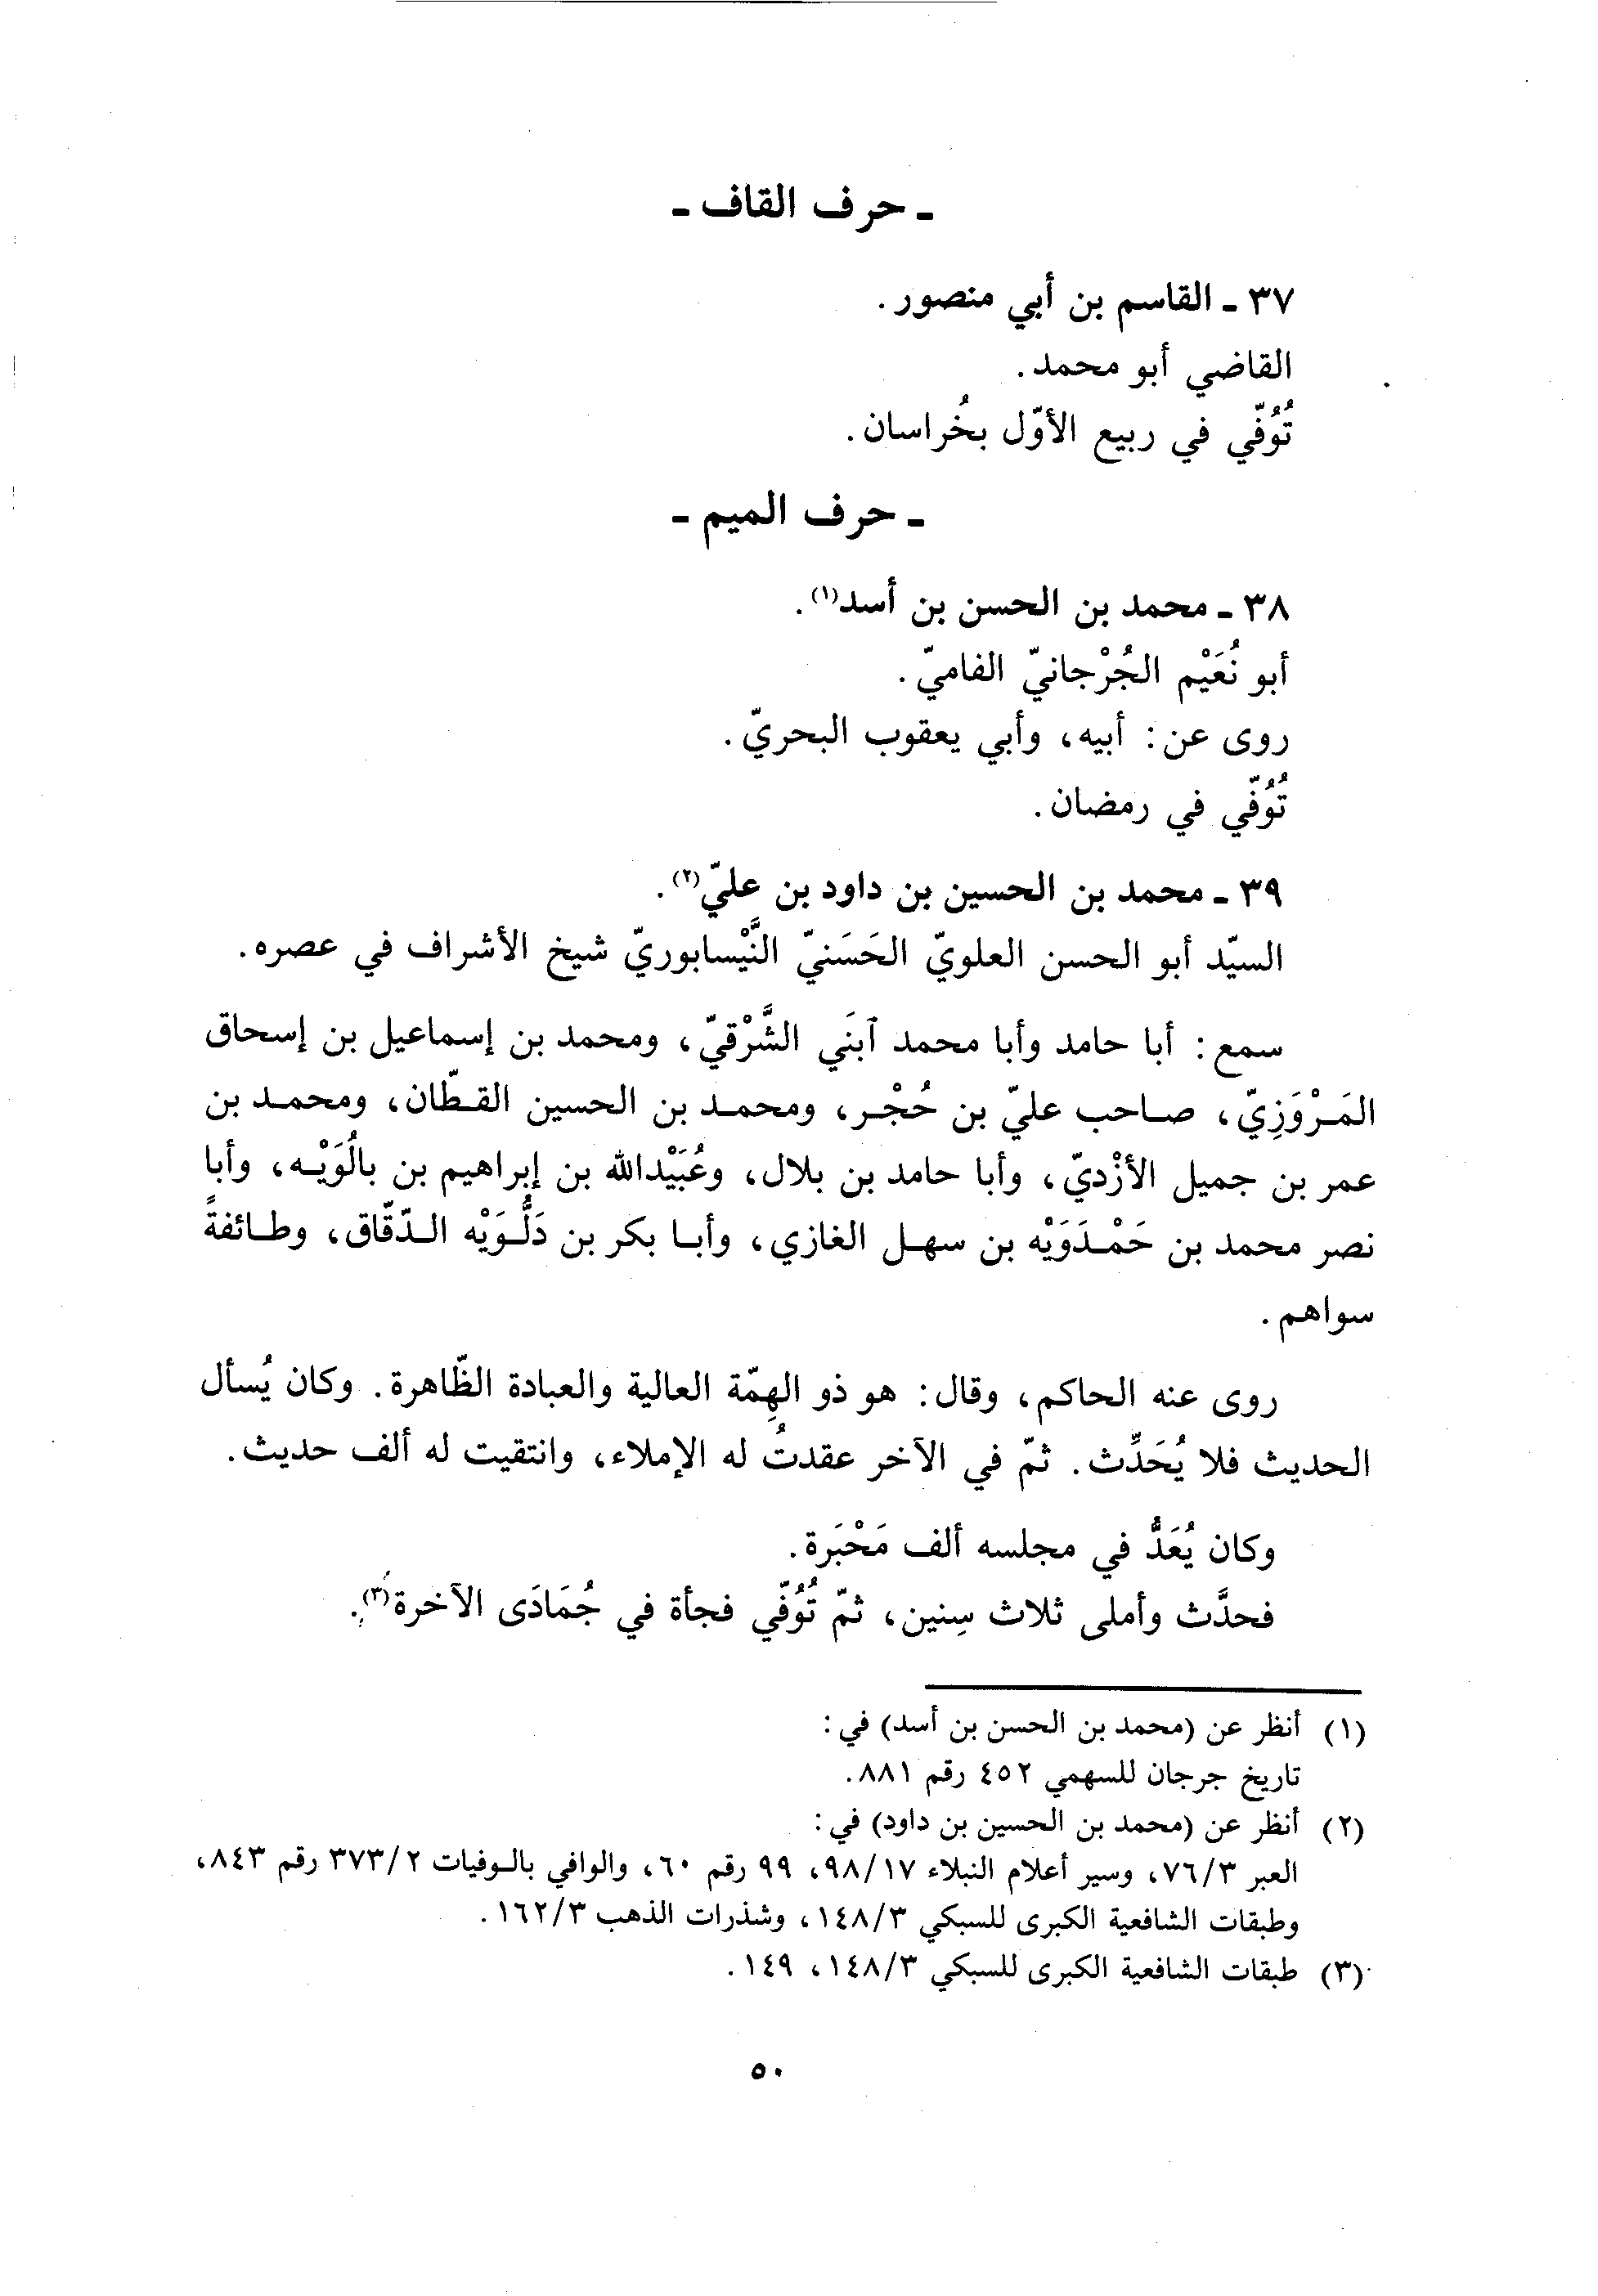 ـ حرف القاف ـ
٣٧ ـ القاسم بن أبي منصور.
القاضي أبو محمد.
تُوُفّي في ربيع الأوّل بخُراسان.
ـ حرف الميم ـ
٣٨ ـ محمد بن الحسن بن أسد(١).
أبو نُعَيْم الجُرْجانيّ الفاميّ.
روى عن: أبيه، وأبي يعقوب البحريّ.
تُوُفّي في رمضان.
٣٩ ـ محمد بن الحسين بن داود بن عليّ(٢).
السيّد أبو الحسن العلويّ الحَسَنيّ النَّيْسابوريّ شيخ الأشراف في عصره.
سمع: أبا حامد وأبا محمد ٱبنَي الشَّرْقيّ، ومحمد بن إسماعيل بن إسحاق
المَرْوَزِيّ، صاحب عليّ بن حُجْر، ومحمد بن الحسين القطّان، ومحمد بن
عمر بن جميل الأزْديّ، وأبا حامد بن بلال، وعُبَيْدالله بن إبراهيم بن بالُوَيْه، وأبا
نصر محمد بن حَمْدَوَيْه بن سهل الغازي، وأبا بكر بن دَلُّوَيْه الدّقّاق، وطائفةً
سواهم.
روى عنه الحاكم، وقال: هو ذو الهِمّة العالية والعبادة الظّاهرة. وكان يُسأل
الحديث فلا يُحَدِّث. ثمّ في الآخر عقدتُ له الإملاء، وانتقيت له ألف حديث.
وكان يُعَدُّ في مجلسه ألف مَحْبَرة.
فحدَّث وأملى ثلاث سِنين، ثمّ تُوُفّي فجأة في جُمَادَى الآخرة(٣).
(١) أنظر عن (محمد بن الحسن بن أسد) في:
تاريخ جرجان للسهمي ٤٥٢ رقم ٨٨١.
(٢) أنظر عن (محمد بن الحسين بن داود) في:
العبر ٧٦/٣، وسير أعلام النبلاء ٩٨/١٧، ٩٩ رقم ٦٠، والوافي بالوفيات ٣٧٣/٢ رقم ٨٤٣،
وطبقات الشافعية الكبرى للسبكي ١٤٨/٣، وشذرات الذهب ١٦٢/٣.
(٣) طبقات الشافعية الكبرى للسبكي ١٤٨/٣، ١٤٩.
٥٠